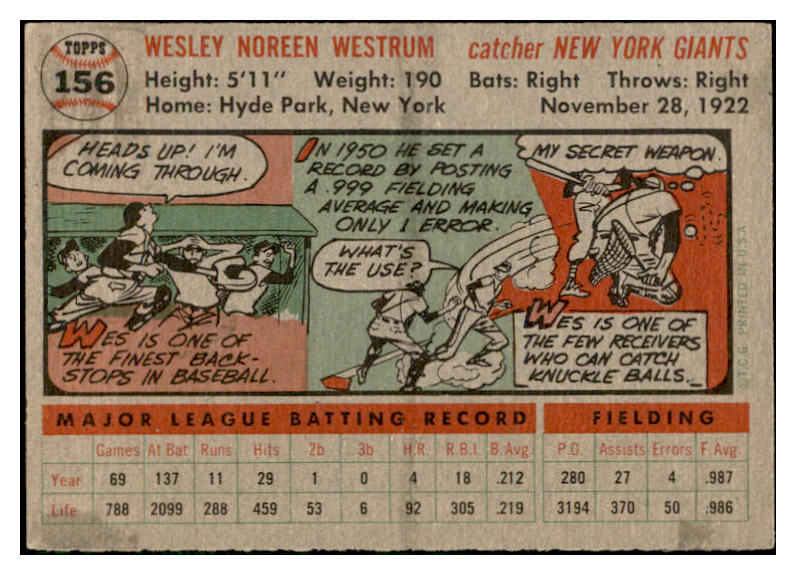 TOPPS
156
WESLEY NOREEN WESTRUM catcher NEW YORK GIANTS
Height: 5'11" Weight: 190 Bats: Right Throws: Right
Home: Hyde Park, New York November 28, 1922
HEADS UP! I'M
COMING THROUGH.
WES IS ONE OF
THE FINEST BACK-
STOPS IN BASEBALL.
IN 1950 HE SET A
RECORD BY POSTING
A .999 FIELDING
AVERAGE AND MAKING
ONLY 1 ERROR.
WHAT'S
THE USE?
MY SECRET WEAPON.
WES IS ONE OF
THE FEW RECEIVERS
WHO CAN CATCH
KNUCKLE BALLS.
© T.C.G. PRINTED IN U.S.A.
MAJOR LEAGUE BATTING RECORD FIELDING
Games At Bat Runs Hits 2b 3b H.R. R.B.I. B.Avg. P.O. Assists Errors F.Avg.
Year 69 137 11 29 1 0 4 18 .212 280 27 4 .987
Life 788 2099 288 459 53 6 92 305 .219 3194 370 50 .986